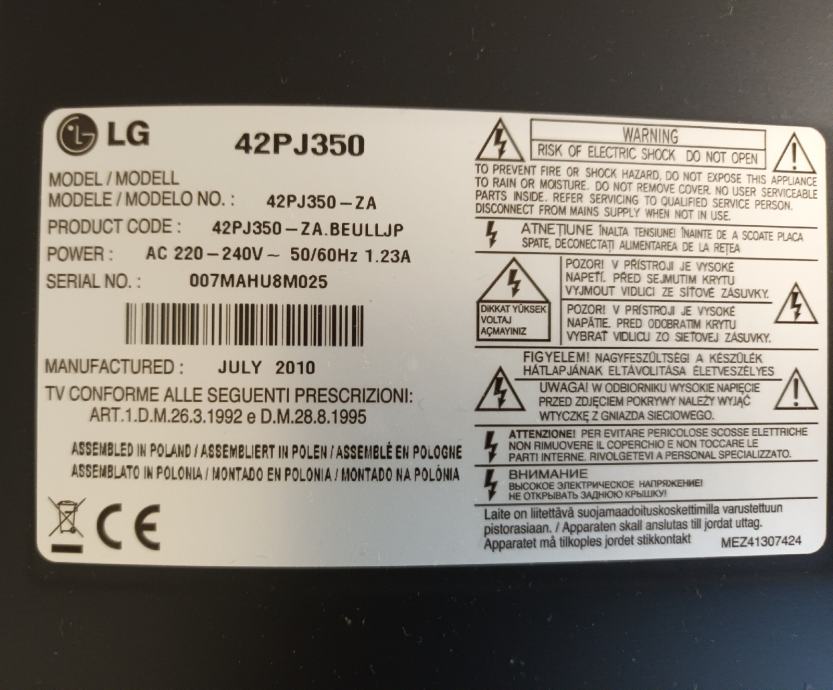 LG
42PJ350
MODEL / MODELL
MODELE / MODELO NO. : 42PJ350-ZA
PRODUCT CODE : 42PJ350-ZA.BEULLJP
POWER : AC 220-240V~ 50/60Hz 1.23A
SERIAL NO. : 007MAHU8M025
MANUFACTURED : JULY 2010
TV CONFORME ALLE SEGUENTI PRESCRIZIONI:
ART.1.D.M.26.3.1992 e D.M.28.8.1995
ASSEMBLED IN POLAND / ASSEMBLIERT IN POLEN / ASSEMBLÉ EN POLOGNE
ASSEMBLATO IN POLONIA / MONTADO EN POLONIA / MONTADO NA POLÓNIA
CE
WARNING
RISK OF ELECTRIC SHOCK DO NOT OPEN
TO PREVENT FIRE OR SHOCK HAZARD, DO NOT EXPOSE THIS APPLIANCE
TO RAIN OR MOISTURE. DO NOT REMOVE COVER. NO USER SERVICEABLE
PARTS INSIDE. REFER SERVICING TO QUALIFIED SERVICE PERSON.
DISCONNECT FROM MAINS SUPPLY WHEN NOT IN USE.
ATNEŢIUNE ÎNALTA TENSIUNE! ÎNAINTE DE A SCOATE PLACA
SPATE, DECONECTAŢI ALIMENTAREA DE LA REŢEA
DIKKAT YÜKSEK
VOLTAJ
AÇMAYINIZ
POZOR! V PŘÍSTROJI JE VYSOKÉ
NAPĚTÍ. PŘED SEJMUTIM KRYTU
VYJMOUT VIDLICI ZE SÍŤOVÉ ZÁSUVKY.
POZOR! V PRÍSTROJI JE VYSOKÉ
NAPÄTIE. PRED ODOBRATIM KRYTU
VYBRAŤ VIDLICU ZO SIEŤOVEJ ZÁSUVKY.
FIGYELEM! NAGYFESZÜLTSÉG! A KÉSZÜLÉK
HÁTLAPJÁNAK ELTÁVOLÍTÁSA ÉLETVESZÉLYES
UWAGA! W ODBIORNIKU WYSOKIE NAPIĘCIE
PRZED ZDJĘCIEM POKRYWY NALEŻY WYJĄĆ
WTYCZKĘ Z GNIAZDA SIECIOWEGO.
ATTENZIONE! PER EVITARE PERICOLOSE SCOSSE ELETTRICHE
NON RIMUOVERE IL COPERCHIO E NON TOCCARE LE
PARTI INTERNE. RIVOLGETEVI A PERSONAL SPECIALIZZATO.
ВНИМАНИЕ
ВЫСОКОЕ ЭЛЕКТРИЧЕСКОЕ НАПРЯЖЕНИЕ!
НЕ ОТКРЫВАТЬ ЗАДНЮЮ КРЫШКУ!
Laite on liitettävä suojamaadoituskoskettimilla varustettuun
pistorasiaan. / Apparaten skall anslutas till jordat uttag.
Apparatet må tilkoples jordet stikkontakt MEZ41307424